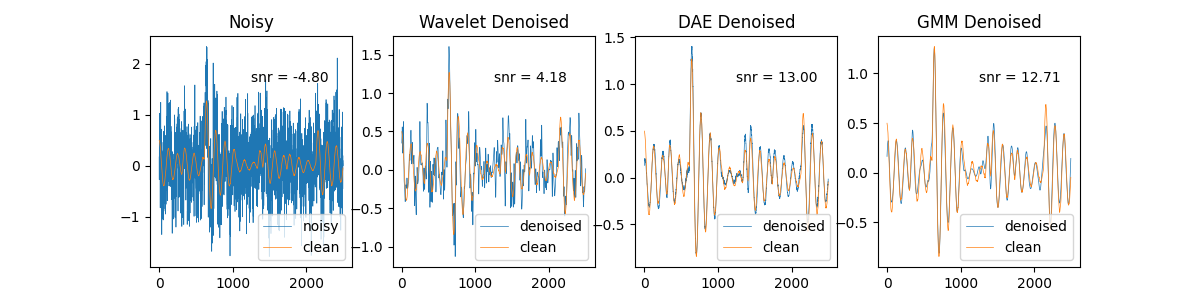 Noisy
snr = -4.80
2
1
0
−1
noisy
clean
0
1000
2000
Wavelet Denoised
snr = 4.18
1.5
1.0
0.5
0.0
−0.5
−1.0
denoised
clean
0
1000
2000
DAE Denoised
snr = 13.00
1.5
1.0
0.5
0.0
−0.5
denoised
clean
0
1000
2000
GMM Denoised
snr = 12.71
1.0
0.5
0.0
−0.5
denoised
clean
0
1000
2000